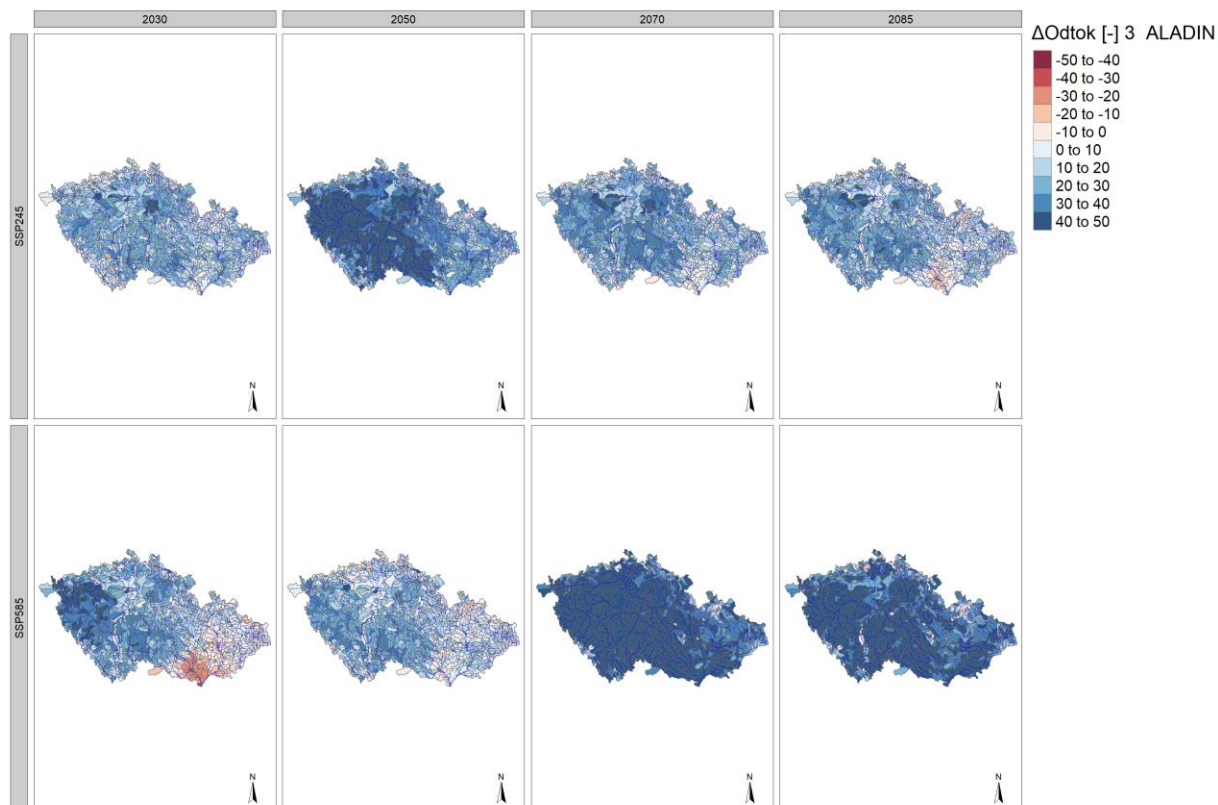 2030 2050 2070 2085
ΔOdtok [-] 3 ALADIN
-50 to -40
-40 to -30
-30 to -20
-20 to -10
-10 to 0
0 to 10
10 to 20
20 to 30
30 to 40
40 to 50
SSP245
N N N N
SSP585
N N N N